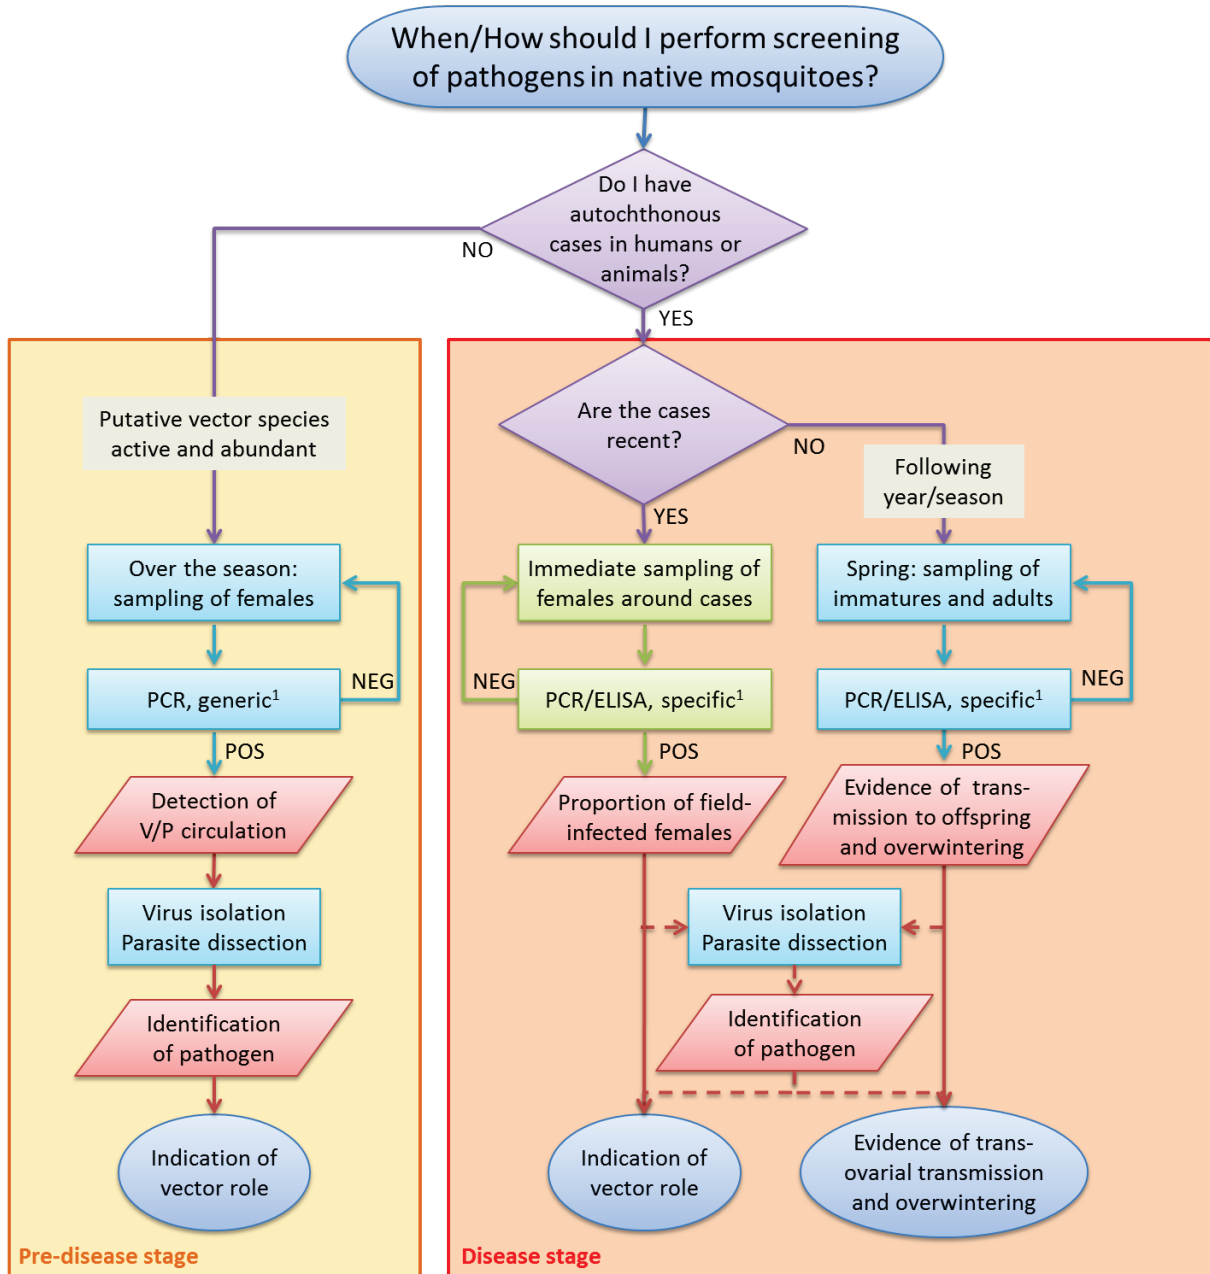 When/How should I perform screening
of pathogens in native mosquitoes?
Do I have
autochthonous
cases in humans or
animals?
NO
YES
Putative vector species
active and abundant
Over the season:
sampling of females
PCR, generic¹
NEG
POS
Detection of
V/P circulation
Virus isolation
Parasite dissection
Identification
of pathogen
Indication of
vector role
Pre-disease stage
Are the cases
recent?
NO
YES
Following
year/season
Immediate sampling of
females around cases
PCR/ELISA, specific¹
NEG
POS
Proportion of field-
infected females
Spring: sampling of
immatures and adults
PCR/ELISA, specific¹
NEG
POS
Evidence of trans-
mission to offspring
and overwintering
Virus isolation
Parasite dissection
Identification
of pathogen
Indication of
vector role
Evidence of trans-
ovarial transmission
and overwintering
Disease stage